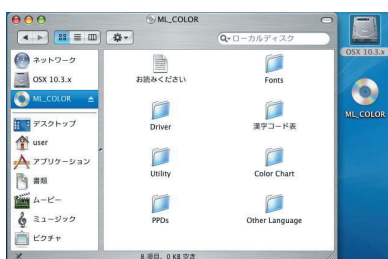 ML_COLOR
ローカルディスク
ネットワーク
OSX 10.3.x
ML_COLOR
デスクトップ
user
アプリケーション
書類
ムービー
ミュージック
ピクチャ
お読みください
Fonts
Driver
漢字コード表
Utility
Color Chart
PPDs
Other Language
8 項目、0 KB 空き
OSX 10.3.x
ML_COLOR